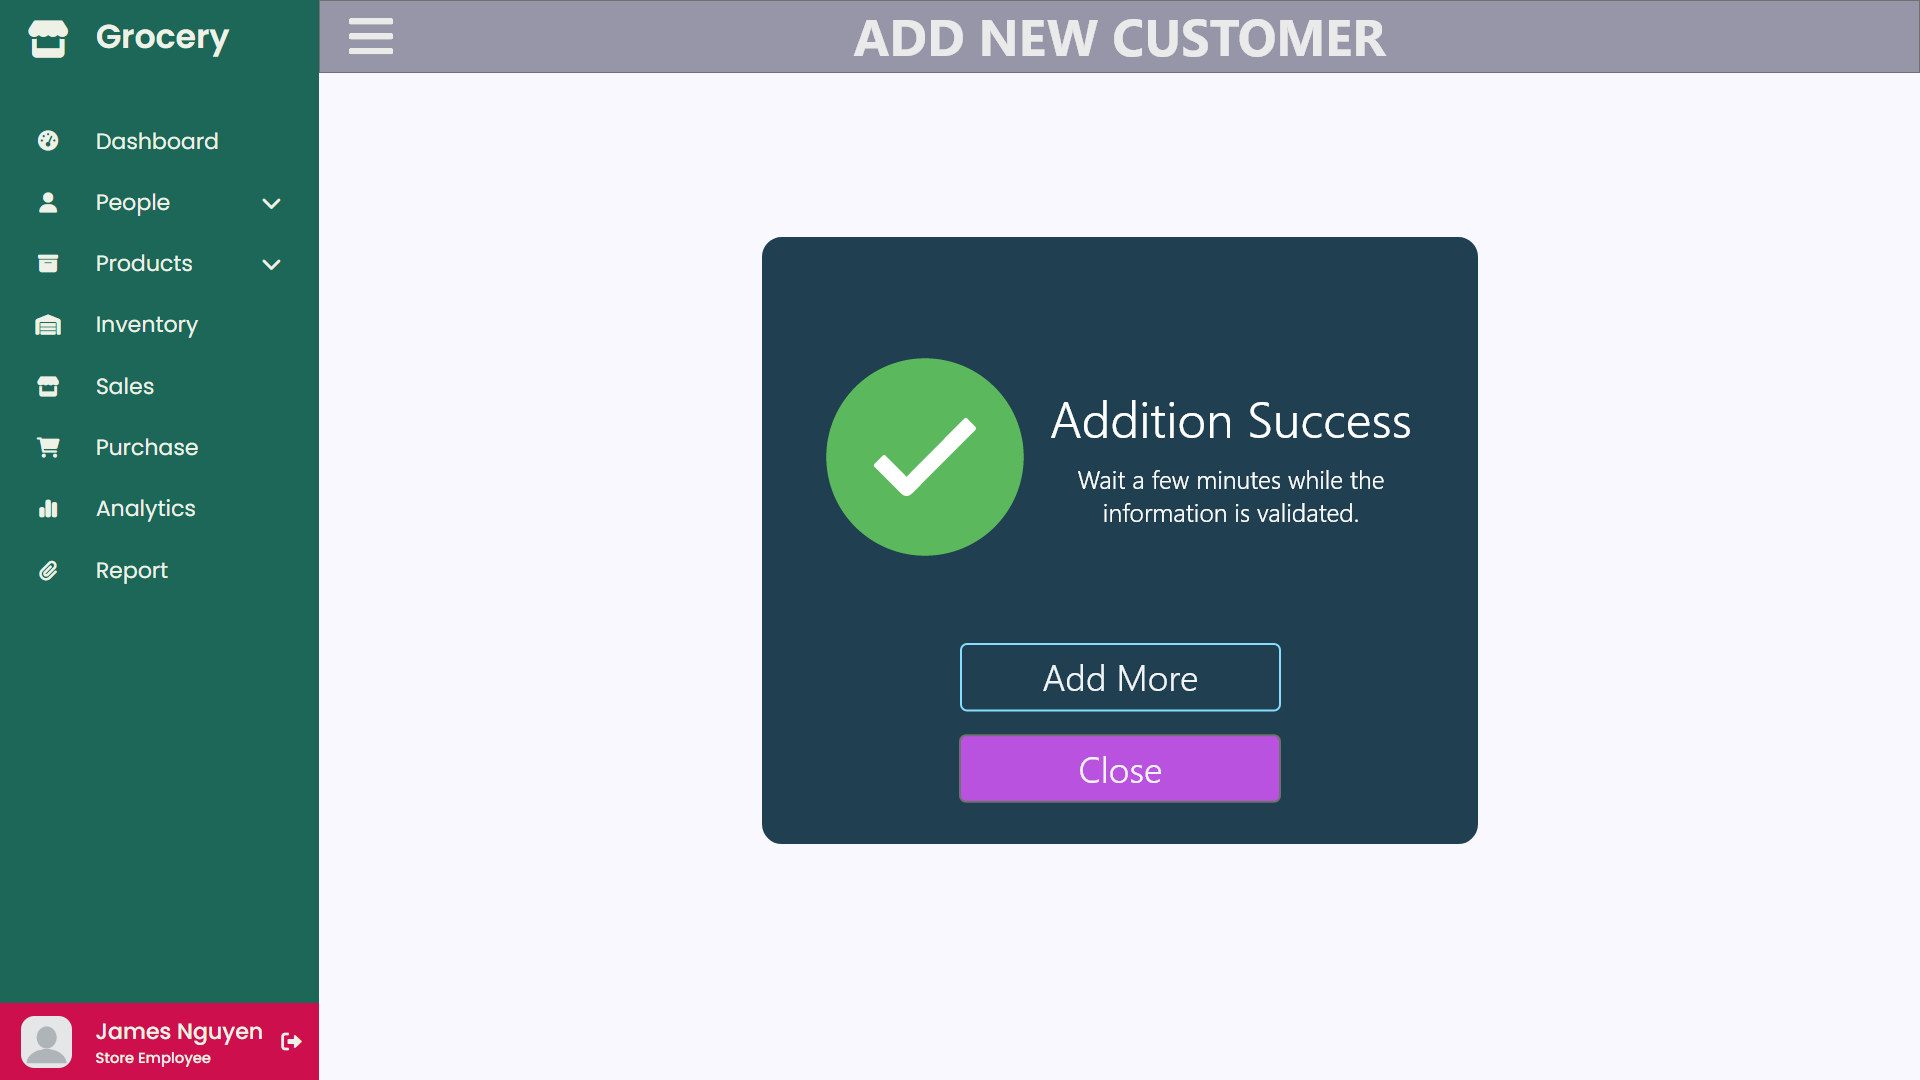 Grocery
ADD NEW CUSTOMER
Dashboard
People
Products
Inventory
Sales
Purchase
Analytics
Report
Addition Success
Wait a few minutes while the
information is validated.
Add More
Close
James Nguyen
Store Employee